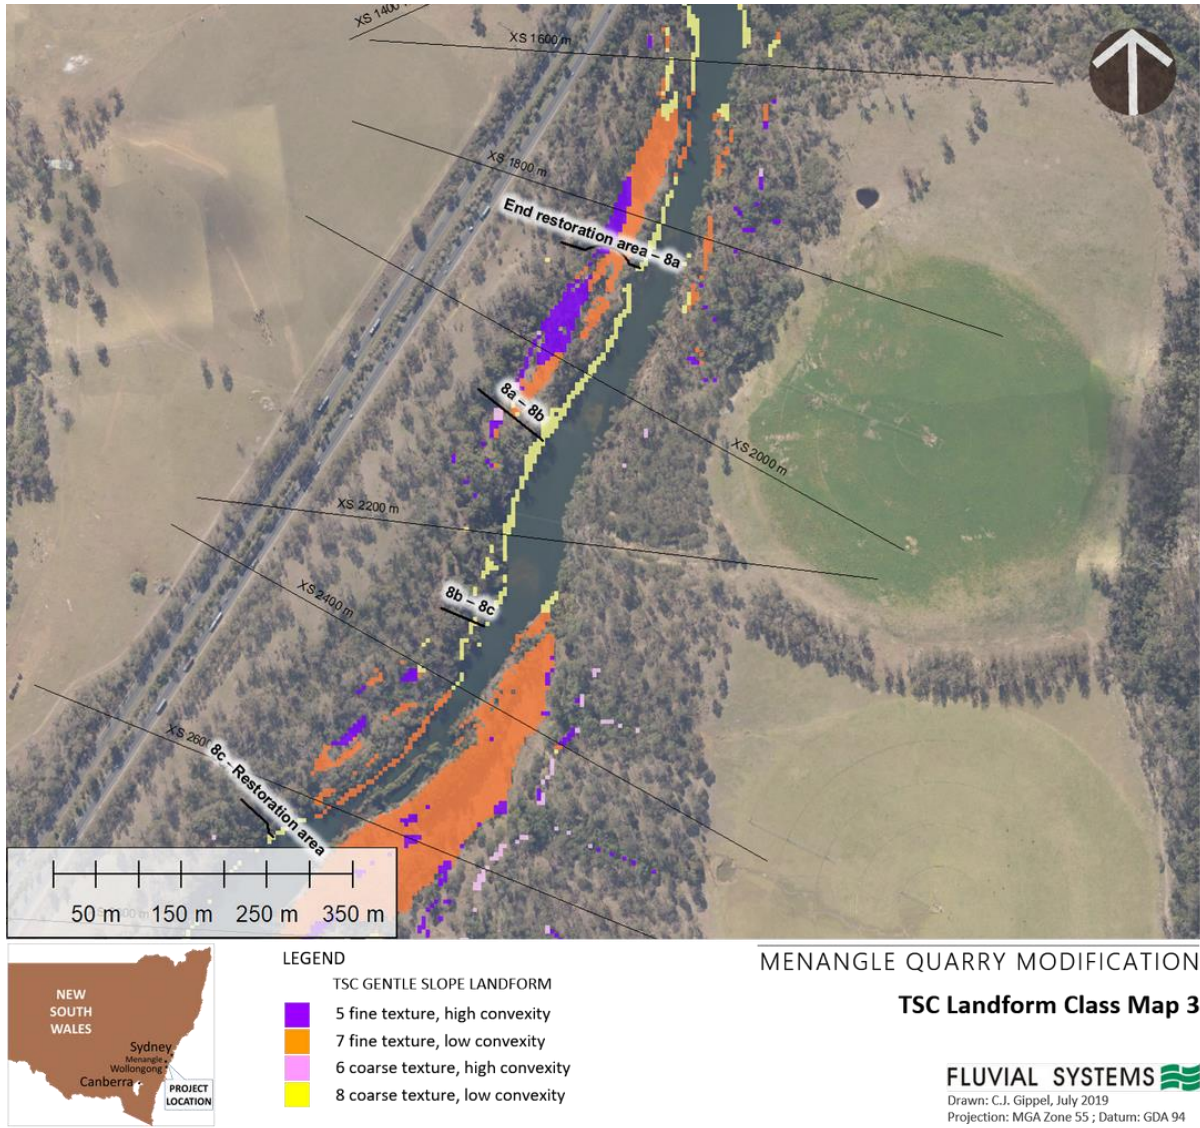 XS 1400
XS 1600 m
XS 1800 m
End restoration area – 8a
8a – 8b
XS 2000 m
XS 2200 m
8b – 8c
XS 2400 m
XS 260
8c – Restoration area
50 m 150 m 250 m 350 m
NEW
SOUTH
WALES
Sydney
Menangle
Wollongong
Canberra
PROJECT
LOCATION
LEGEND
TSC GENTLE SLOPE LANDFORM
5 fine texture, high convexity
7 fine texture, low convexity
6 coarse texture, high convexity
8 coarse texture, low convexity
MENANGLE QUARRY MODIFICATION
TSC Landform Class Map 3
FLUVIAL SYSTEMS
Drawn: C.J. Gippel, July 2019
Projection: MGA Zone 55 ; Datum: GDA 94